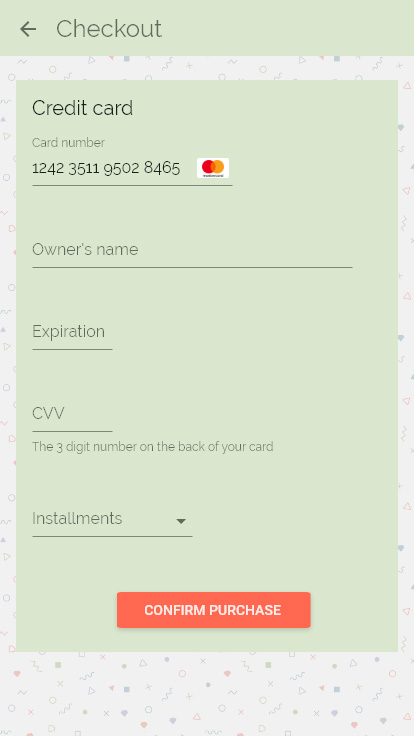 Checkout
Credit card
Card number
1242 3511 9502 8465
Owner's name
Expiration
CVV
The 3 digit number on the back of your card
Installments
CONFIRM PURCHASE